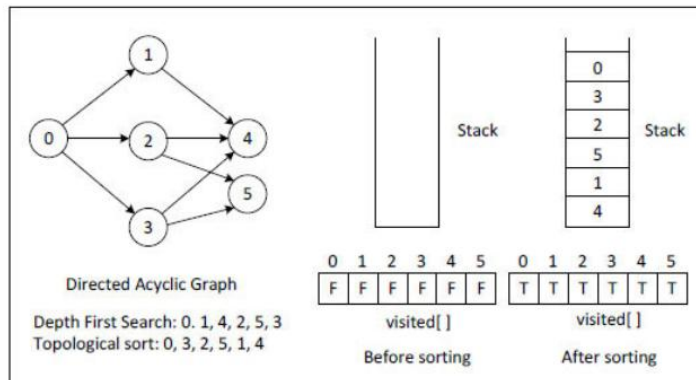 1
0
2
4
5
3
Directed Acyclic Graph
Depth First Search: 0. 1, 4, 2, 5, 3
Topological sort: 0, 3, 2, 5, 1, 4
Stack
0 1 2 3 4 5
F F F F F F
visited[ ]
Before sorting
0
3
2
5
1
4
Stack
0 1 2 3 4 5
T T T T T T
visited[ ]
After sorting